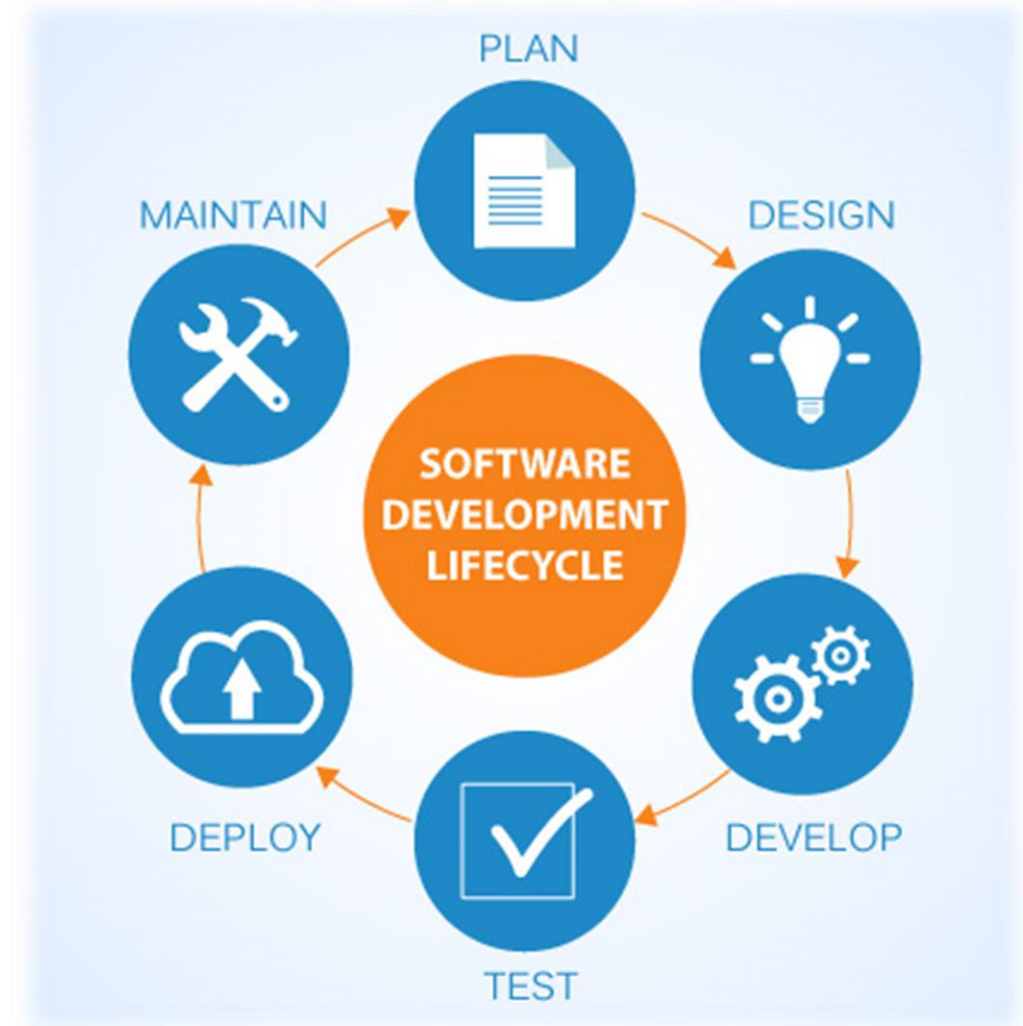 PLAN
MAINTAIN
DESIGN
SOFTWARE
DEVELOPMENT
LIFECYCLE
DEPLOY
DEVELOP
TEST